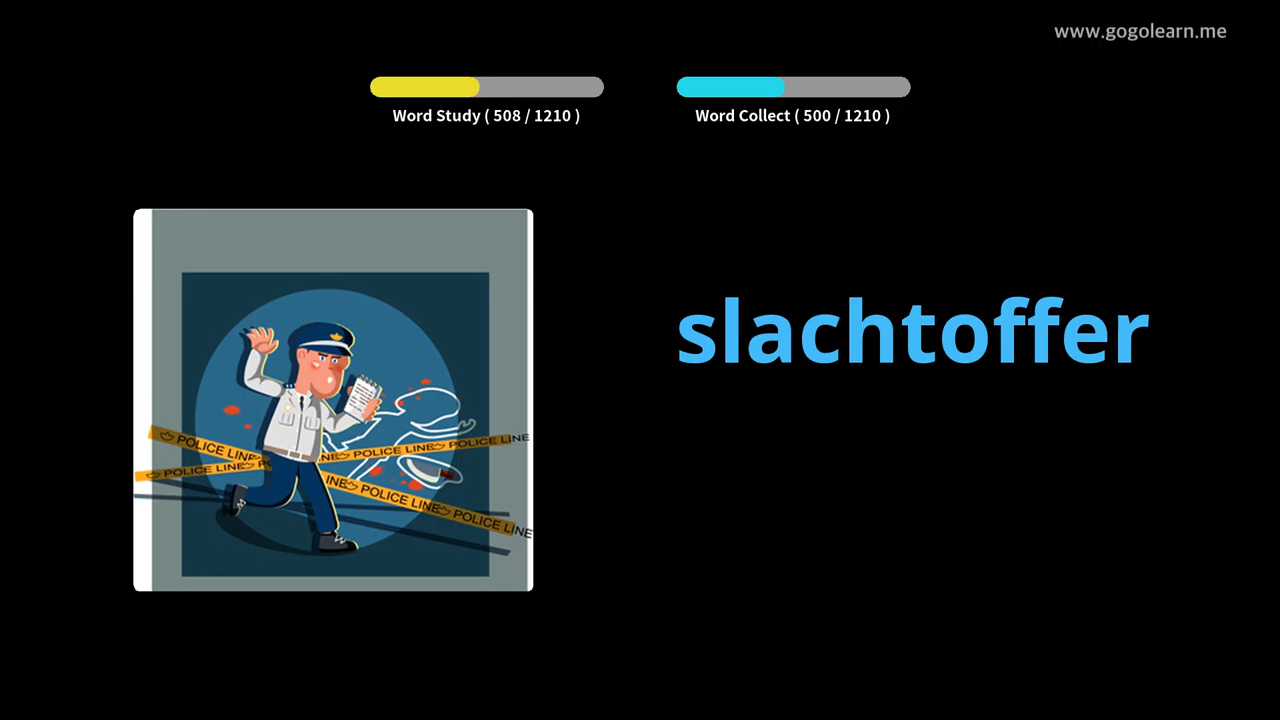 www.gogolearn.me
Word Study ( 508 / 1210 )
Word Collect ( 500 / 1210 )
slachtoffer
POLICE LINE POLICE LINE POLICE LINE
POLICE LINE
POLICE LINE
POLICE LINE